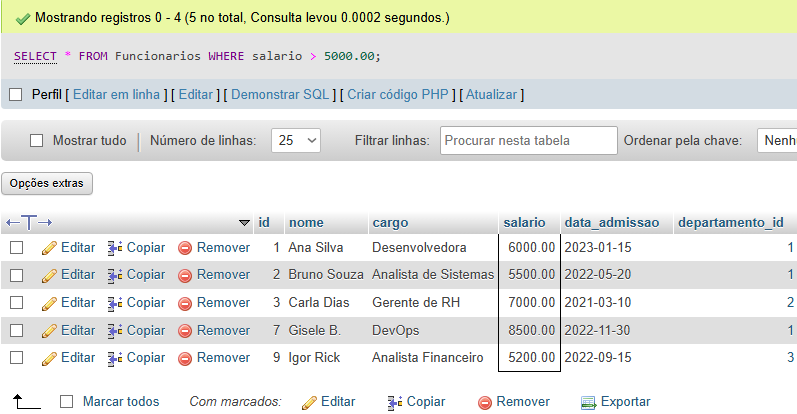 Mostrando registros 0 - 4 (5 no total, Consulta levou 0.0002 segundos.)
SELECT * FROM Funcionarios WHERE salario > 5000.00;
Perfil [ Editar em linha ] [ Editar ] [ Demonstrar SQL ] [ Criar código PHP ] [ Atualizar ]
Mostrar tudo Número de linhas: 25 Filtrar linhas: Procurar nesta tabela Ordenar pela chave: Nenh
Opções extras
←T→ id nome cargo salario data_admissao departamento_id
Editar Copiar Remover 1 Ana Silva Desenvolvedora 6000.00 2023-01-15 1
Editar Copiar Remover 2 Bruno Souza Analista de Sistemas 5500.00 2022-05-20 1
Editar Copiar Remover 3 Carla Dias Gerente de RH 7000.00 2021-03-10 2
Editar Copiar Remover 7 Gisele B. DevOps 8500.00 2022-11-30 1
Editar Copiar Remover 9 Igor Rick Analista Financeiro 5200.00 2022-09-15 3
Marcar todos Com marcados: Editar Copiar Remover Exportar